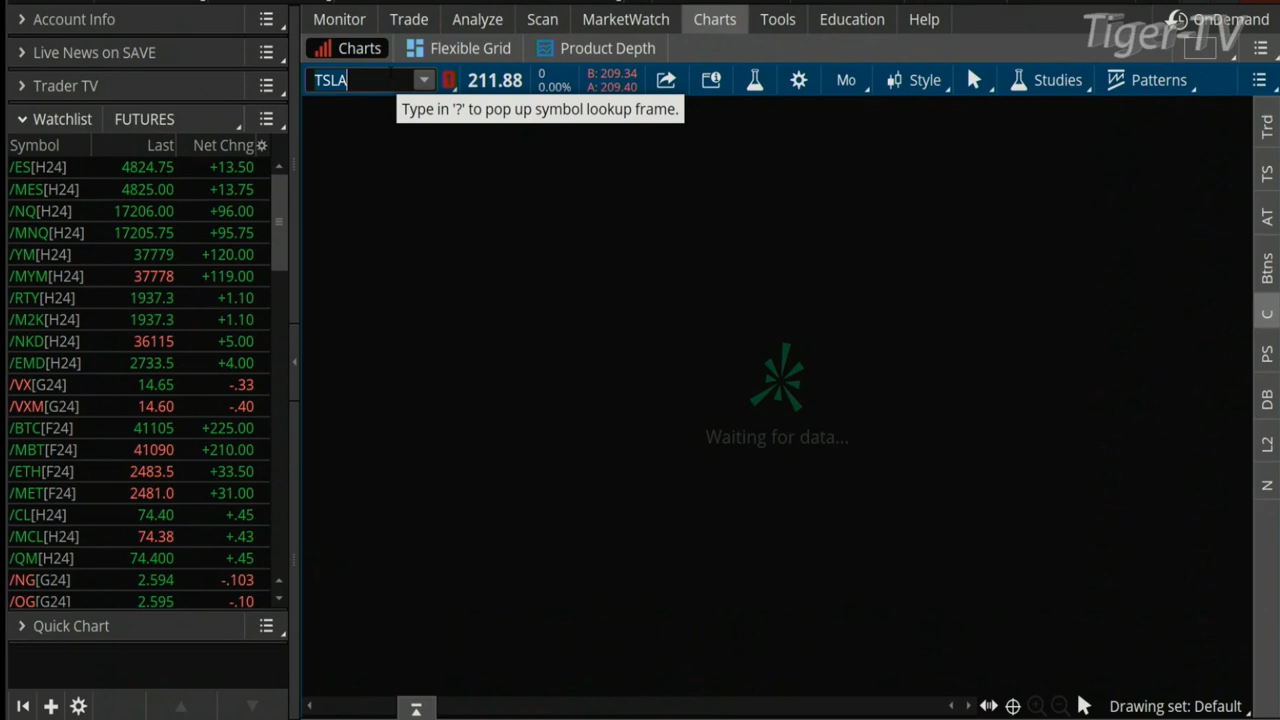 Account Info
Monitor Trade Analyze Scan MarketWatch Charts Tools Education Help OnDemand
Tiger-TV
Live News on SAVE
Charts Flexible Grid Product Depth
Trader TV
TSLA 211.88 0 0.00% B: 209.34 A: 209.40 Mo Style Studies Patterns
Type in '?' to pop up symbol lookup frame.
Watchlist FUTURES
Symbol Last Net Chng
/ES[H24] 4824.75 +13.50
/MES[H24] 4825.00 +13.75
/NQ[H24] 17206.00 +96.00
/MNQ[H24] 17205.75 +95.75
/YM[H24] 37779 +120.00
/MYM[H24] 37778 +119.00
/RTY[H24] 1937.3 +1.10
/M2K[H24] 1937.3 +1.10
/NKD[H24] 36115 +5.00
/EMD[H24] 2733.5 +4.00
/VX[G24] 14.65 -.33
/VXM[G24] 14.60 -.40
/BTC[F24] 41105 +225.00
/MBT[F24] 41090 +210.00
/ETH[F24] 2483.5 +33.50
/MET[F24] 2481.0 +31.00
/CL[H24] 74.40 +.45
/MCL[H24] 74.38 +.43
/QM[H24] 74.400 +.45
/NG[G24] 2.594 -.103
/OG[G24] 2.595 -.10
Quick Chart
Waiting for data...
Trd
TS
AT
Btns
C
PS
DB
L2
N
Drawing set: Default